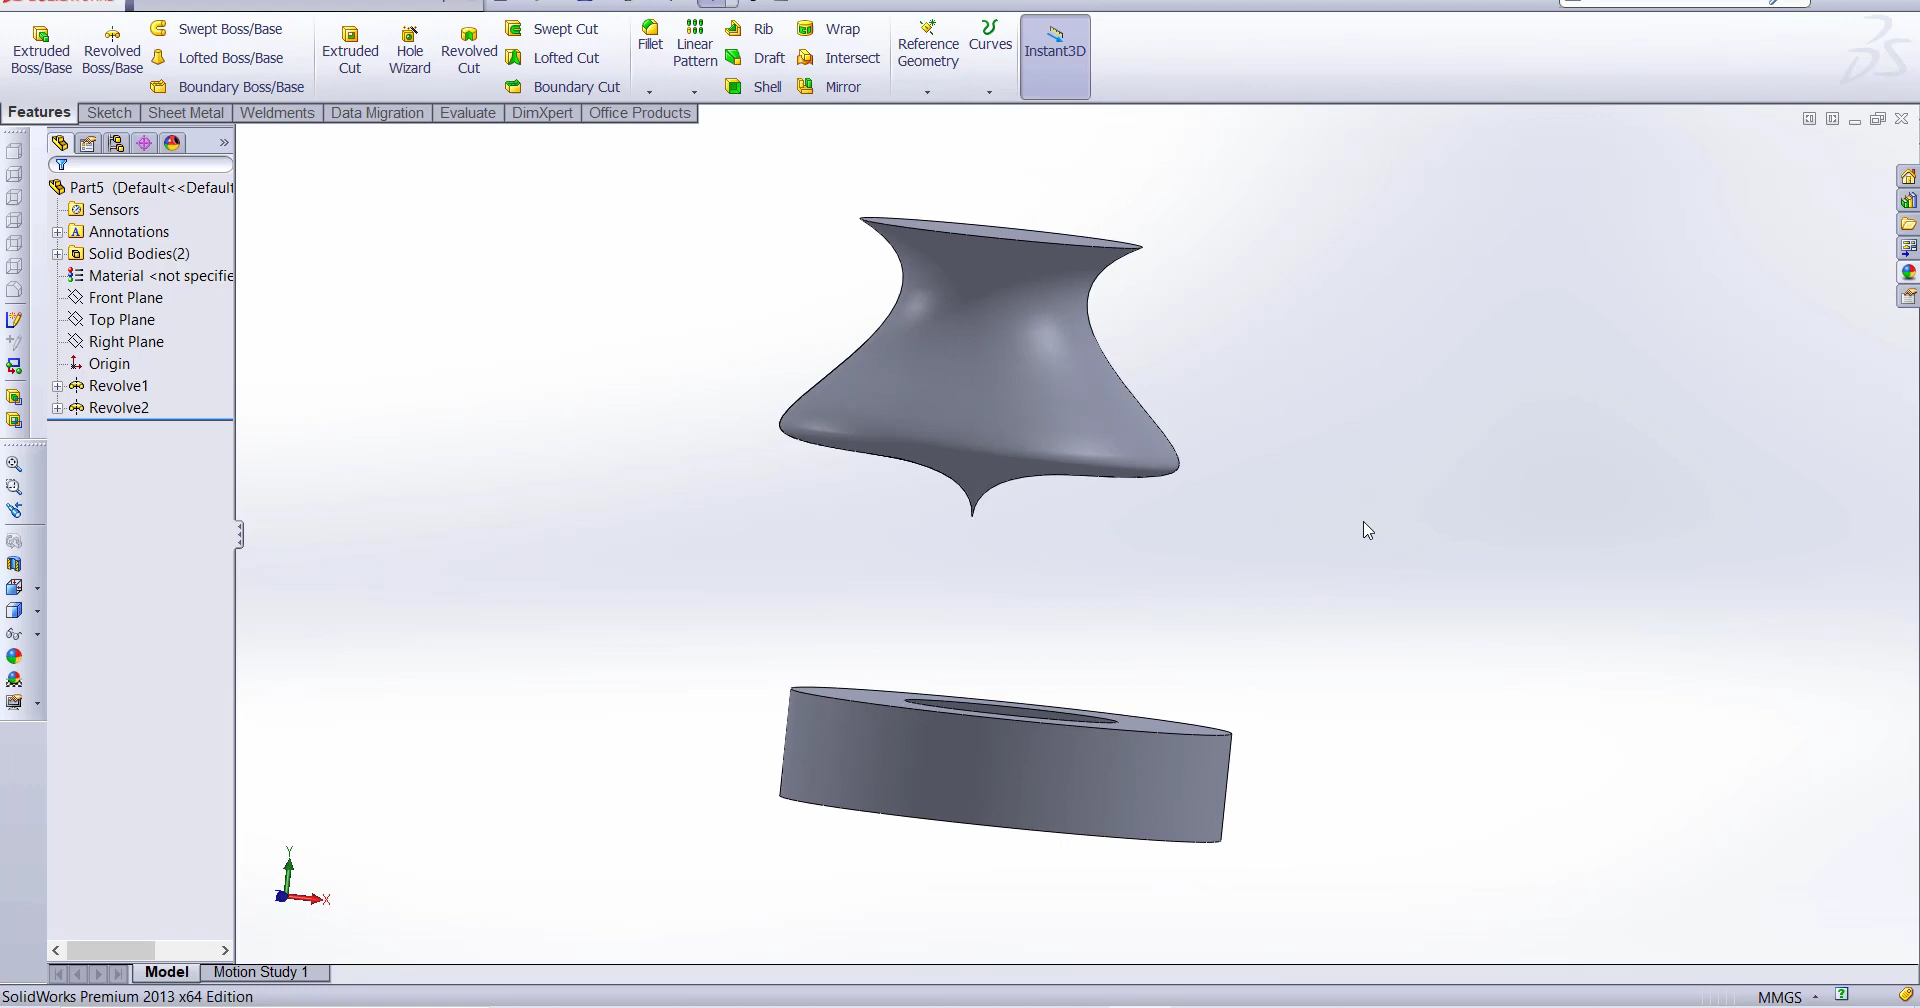 Extruded Boss/Base
Revolved Boss/Base
Swept Boss/Base
Lofted Boss/Base
Boundary Boss/Base
Extruded Cut
Hole Wizard
Revolved Cut
Swept Cut
Lofted Cut
Boundary Cut
Fillet
Linear Pattern
Rib
Draft
Shell
Wrap
Intersect
Mirror
Reference Geometry
Curves
Instant3D
Features
Sketch
Sheet Metal
Weldments
Data Migration
Evaluate
DimXpert
Office Products
Part5 (Default<<Default
Sensors
Annotations
Solid Bodies(2)
Material <not specifie
Front Plane
Top Plane
Right Plane
Origin
Revolve1
Revolve2
Y
X
Model
Motion Study 1
SolidWorks Premium 2013 x64 Edition
MMGS